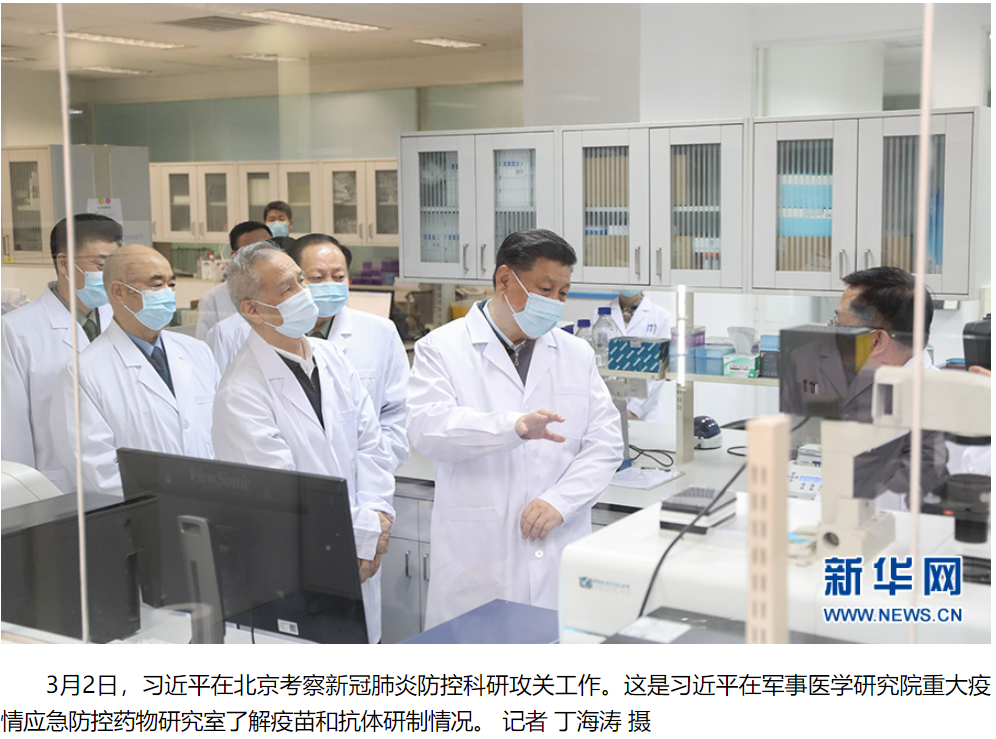 ViewSonic
新华网
WWW.NEWS.CN
3月2日，习近平在北京考察新冠肺炎防控科研攻关工作。这是习近平在军事医学研究院重大疫
情应急防控药物研究室了解疫苗和抗体研制情况。 记者 丁海涛 摄